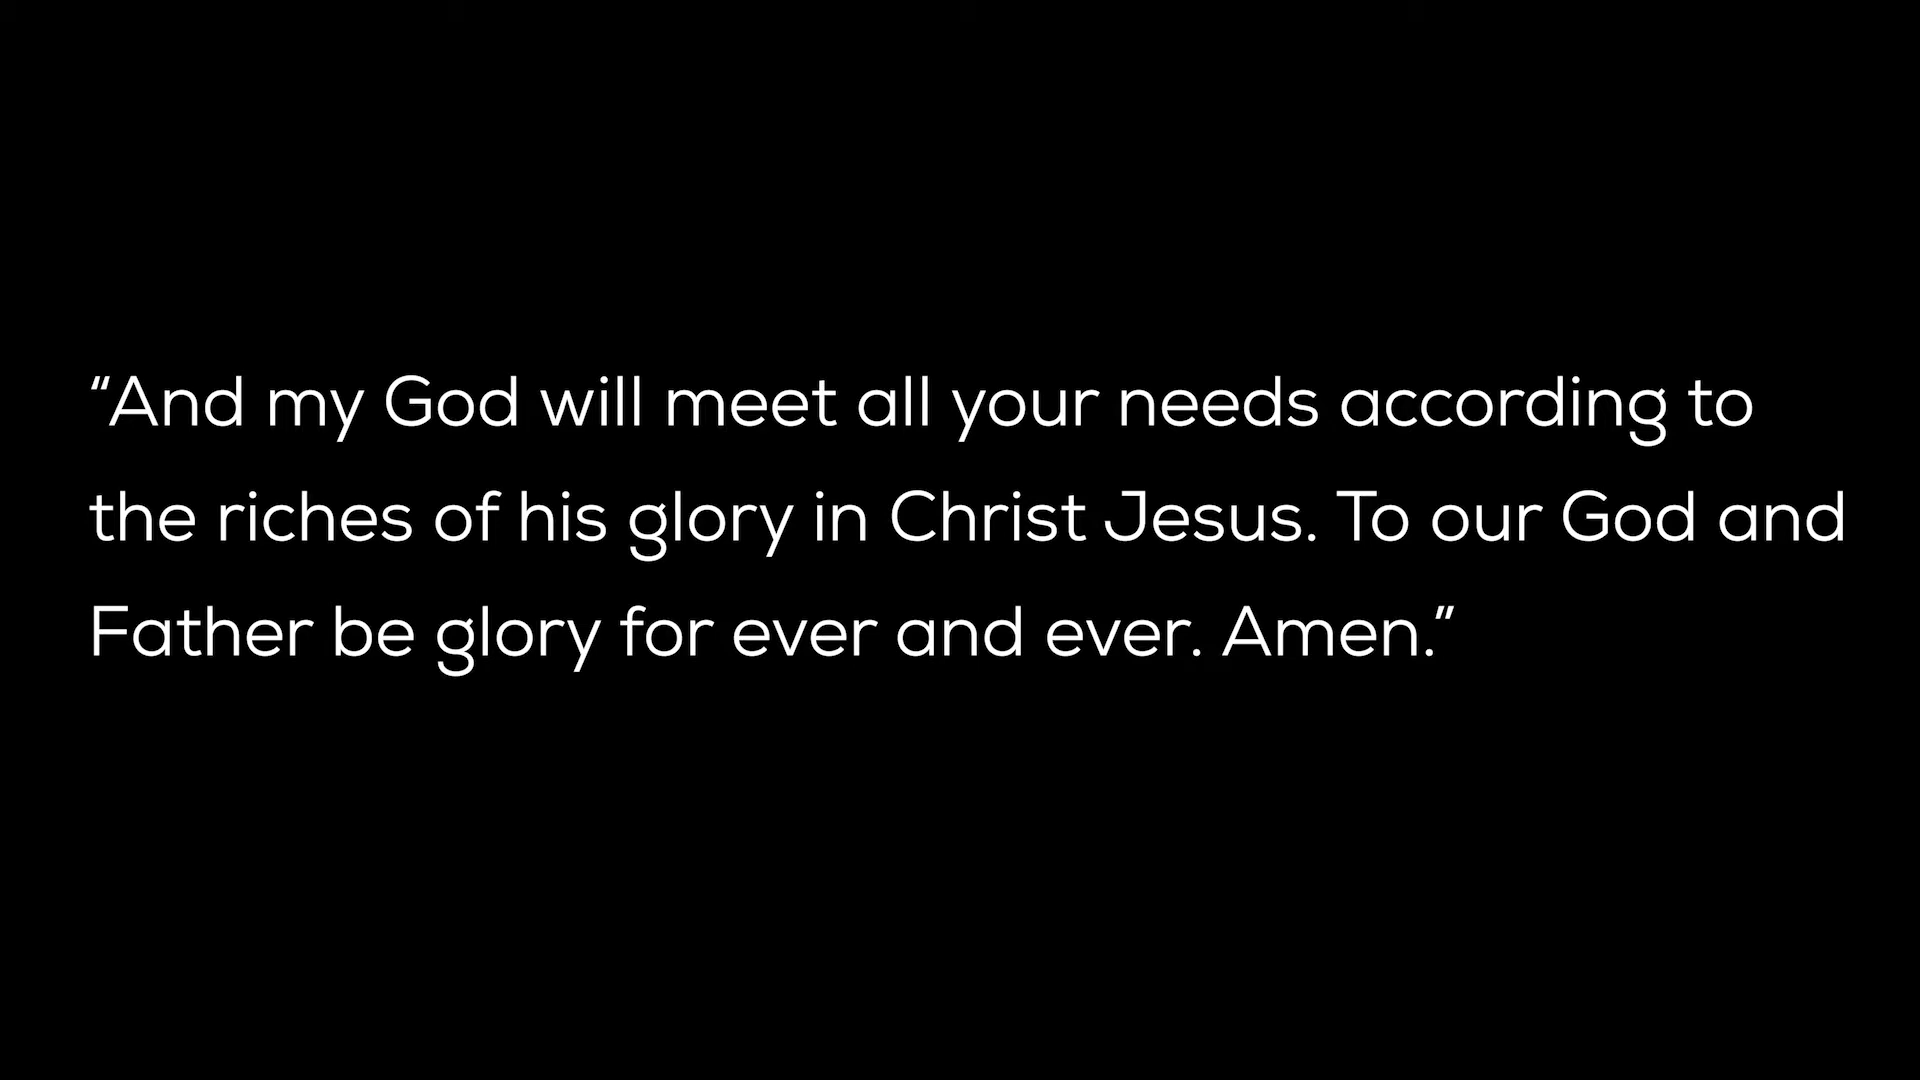 “And my God will meet all your needs according to
the riches of his glory in Christ Jesus. To our God and
Father be glory for ever and ever. Amen.”